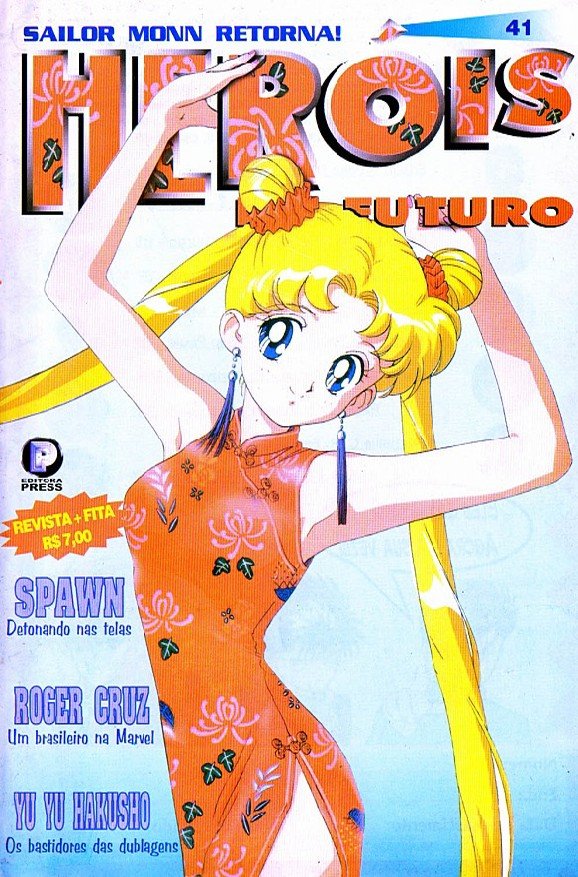 SAILOR MONN RETORNA!
41
HERÓIS
DO FUTURO
EDITORA
PRESS
REVISTA + FITA
R$ 7,00
SPAWN
Detonando nas telas
ROGER CRUZ
Um brasileiro na Marvel
YU YU HAKUSHO
Os bastidores das dublagens